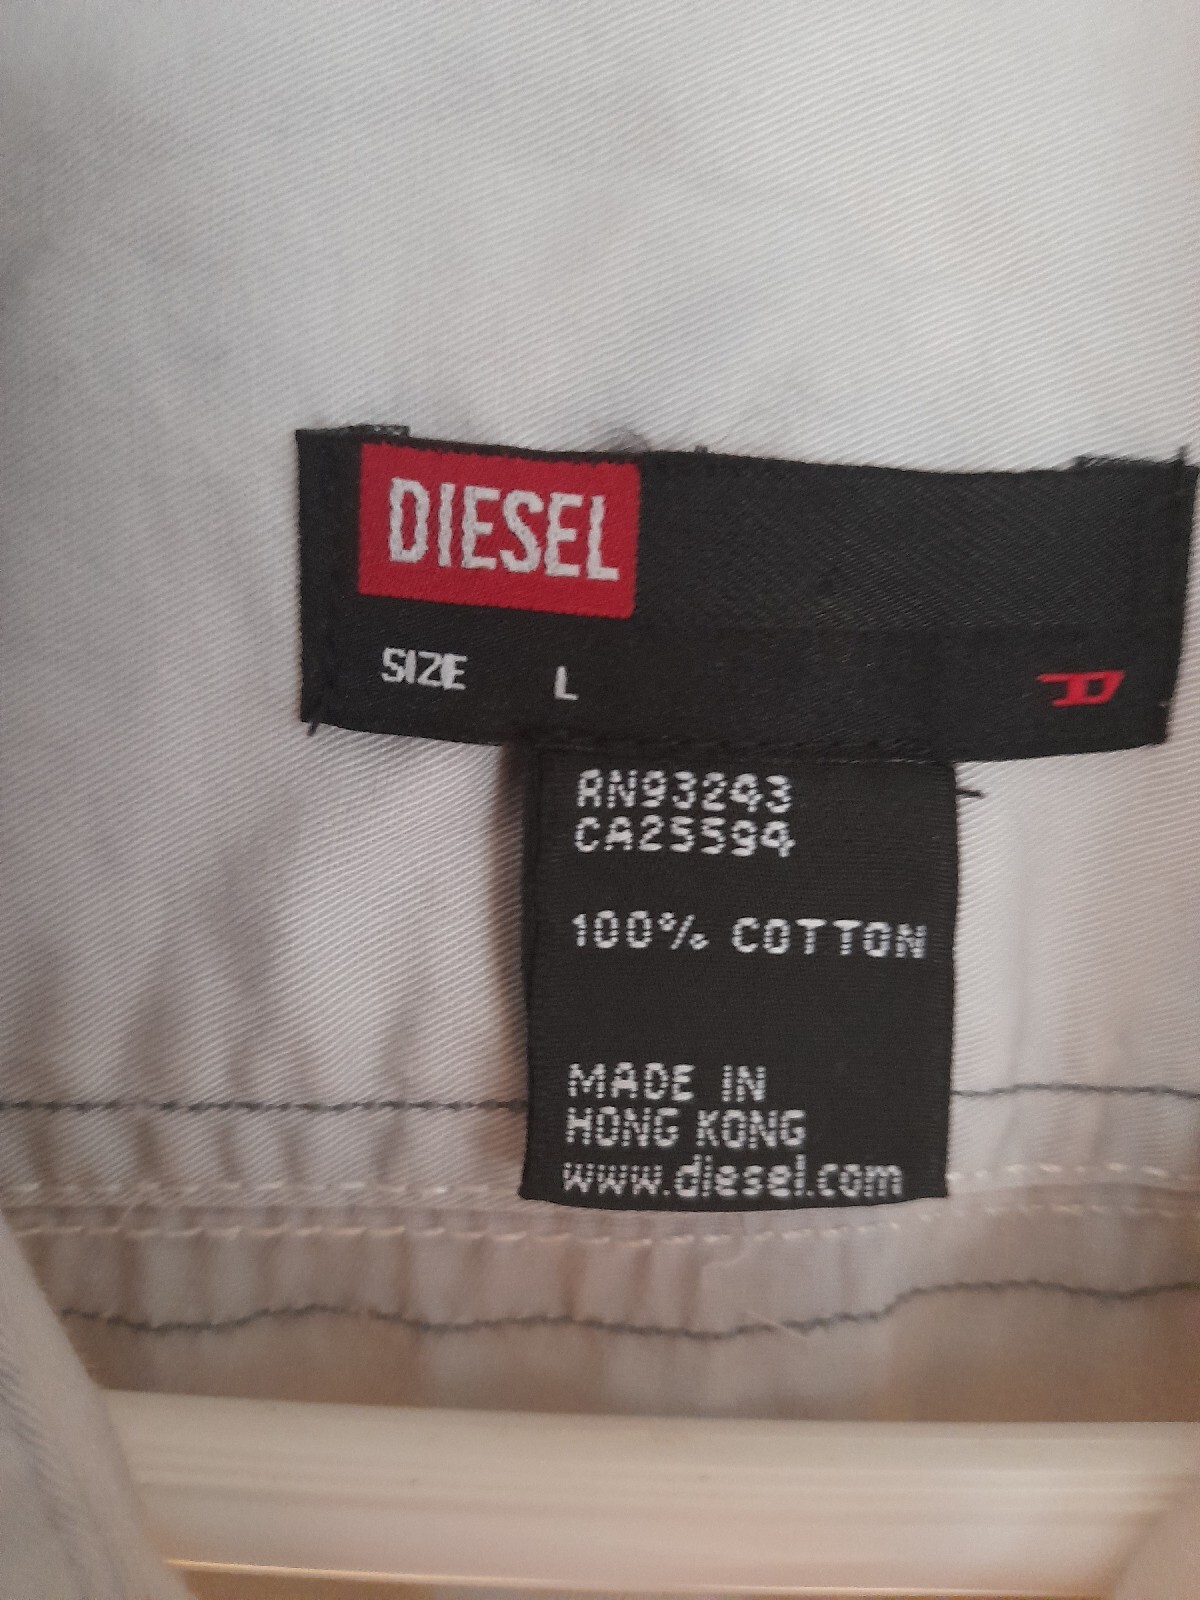 DIESEL
SIZE L
RN93243
CA25594
100% COTTON
MADE IN
HONG KONG
www.diesel.com